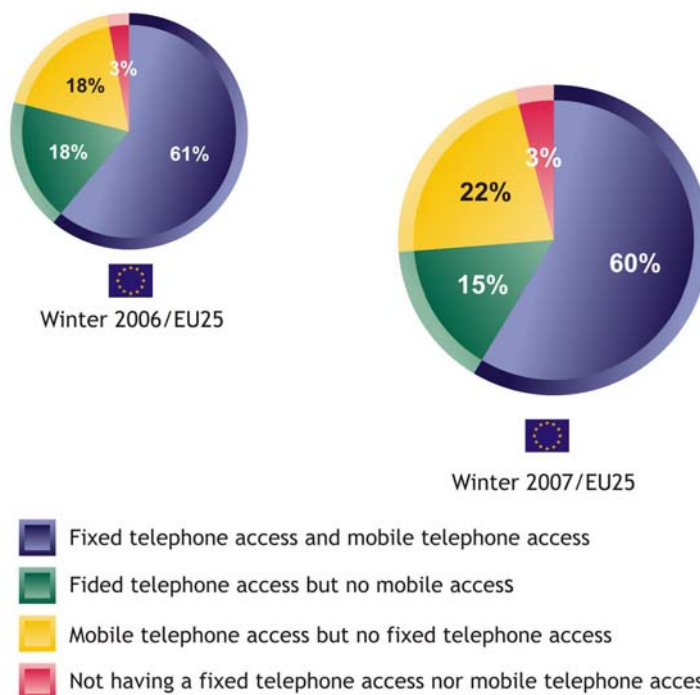 3%
18%
18%
61%
Winter 2006/EU25
3%
22%
15%
60%
Winter 2007/EU25
Fixed telephone access and mobile telephone access
Fided telephone access but no mobile access
Mobile telephone access but no fixed telephone access
Not having a fixed telephone access nor mobile telephone